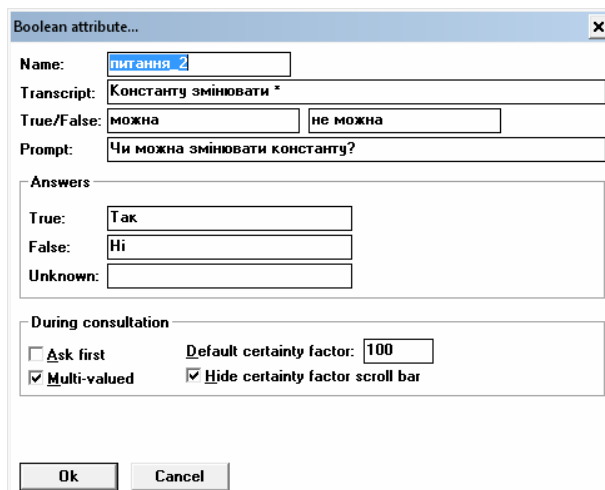 Boolean attribute...
Name: питання_2
Transcript: Константу змінювати *
True/False: можна не можна
Prompt: Чи можна змінювати константу?
Answers
True: Так
False: Ні
Unknown:
During consultation
Ask first Default certainty factor: 100
Multi-valued Hide certainty factor scroll bar
Ok Cancel